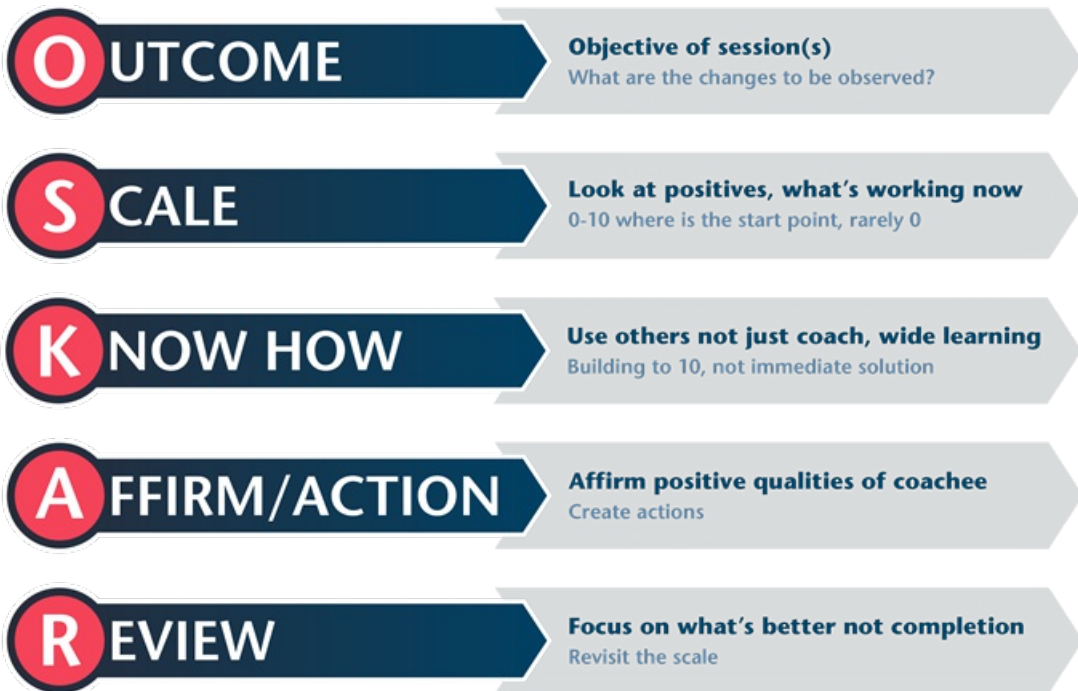 OUTCOME
Objective of session(s)
What are the changes to be observed?
SCALE
Look at positives, what's working now
0-10 where is the start point, rarely 0
KNOW HOW
Use others not just coach, wide learning
Building to 10, not immediate solution
AFFIRM/ACTION
Affirm positive qualities of coachee
Create actions
REVIEW
Focus on what's better not completion
Revisit the scale